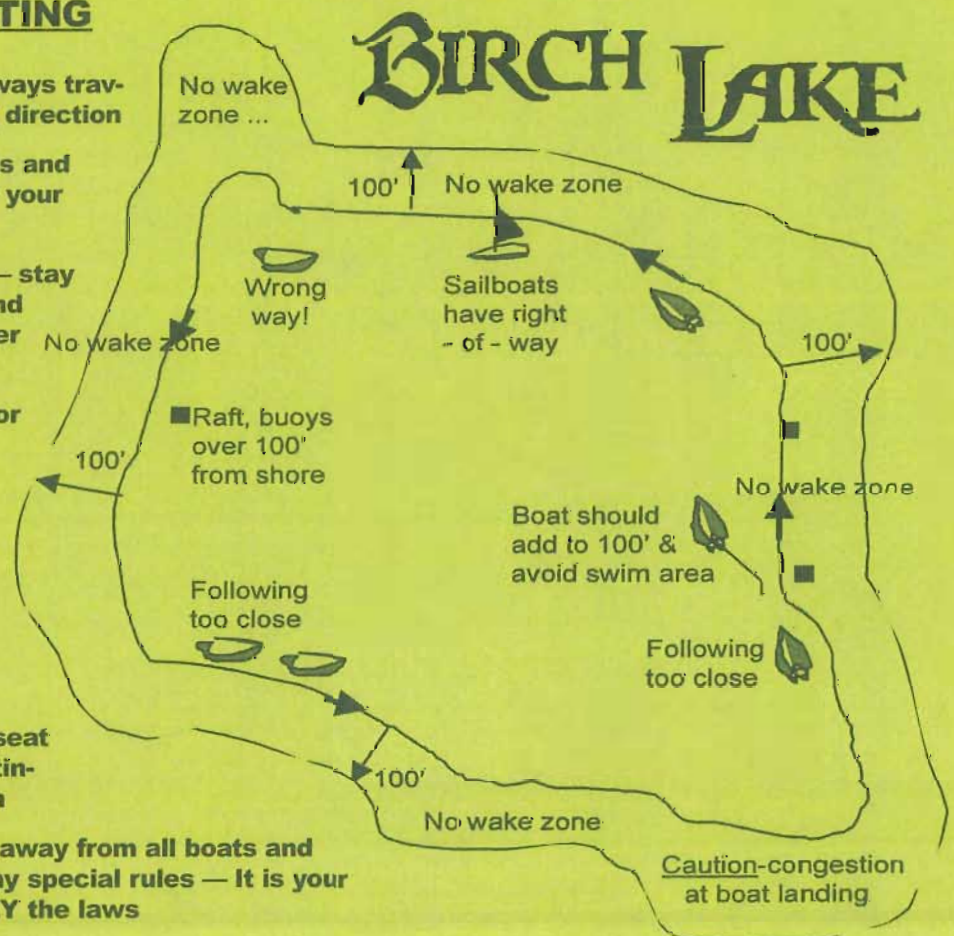 TING
BIRCH LAKE
ways trav-
direction
s and
your
– stay
nd
er
or
seat
tin-
n
away from all boats and
ny special rules — It is your
Y the laws
No wake
zone ...
100'
No wake zone
Wrong
way!
Sailboats
have right
- of - way
100'
No wake zone
Raft, buoys
over 100'
from shore
100'
No wake zone
Boat should
add to 100' &
avoid swim area
Following
too close
Following
too close
100'
No wake zone
Caution-congestion
at boat landing